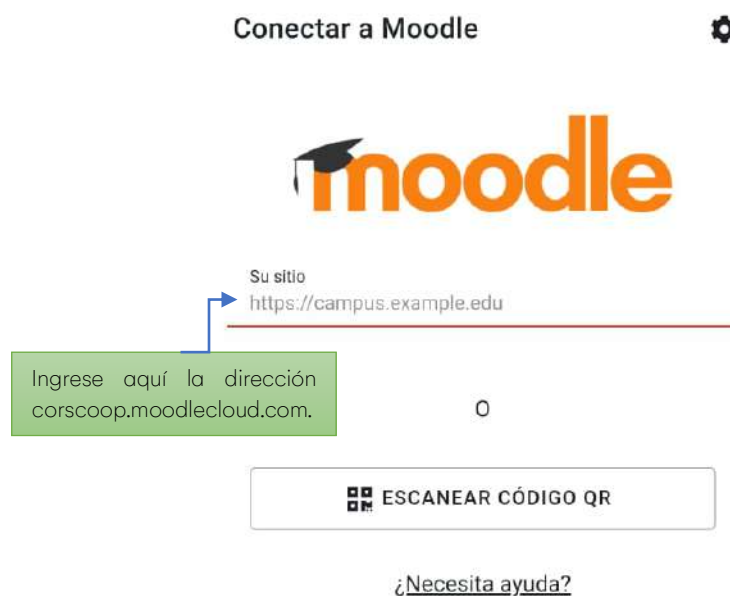 Conectar a Moodle
moodle
Su sitio
https://campus.example.edu
Ingrese aquí la dirección
corscoop.moodlecloud.com.
O
ESCANEAR CÓDIGO QR
¿Necesita ayuda?